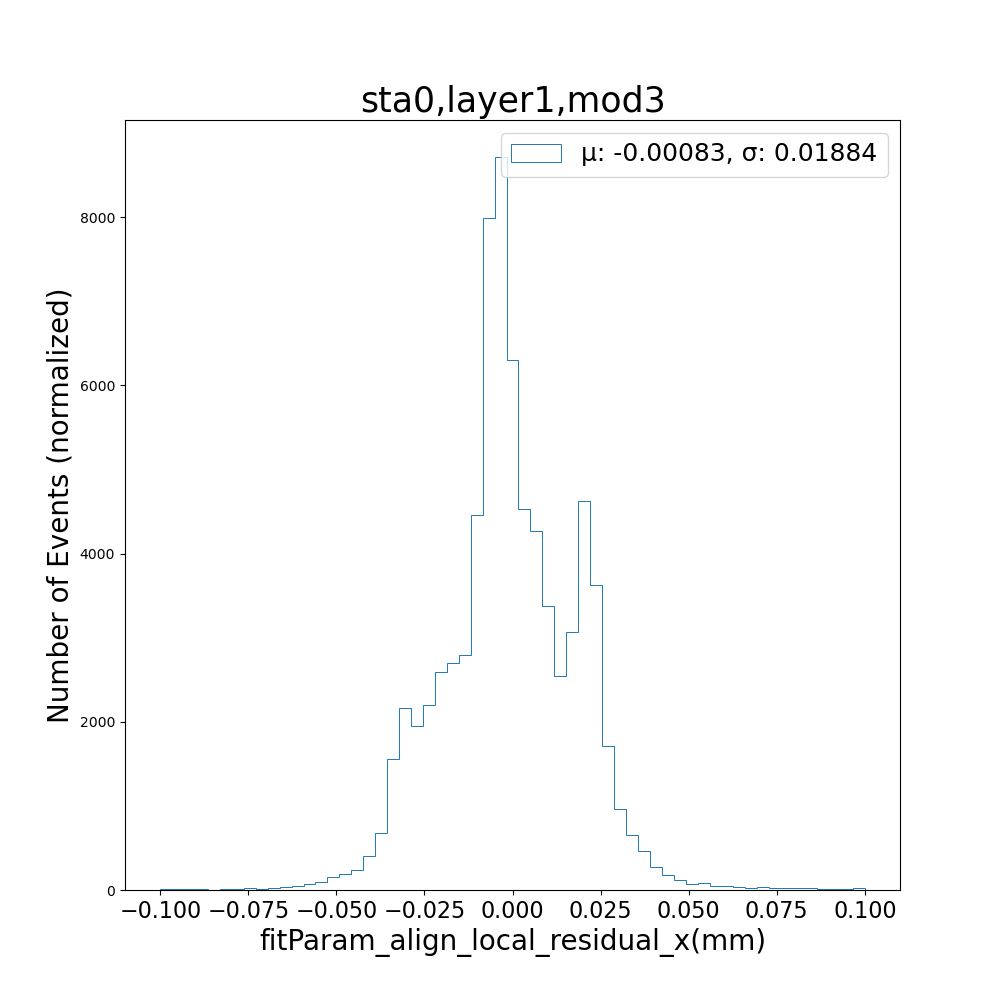 sta0,layer1,mod3
μ: -0.00083, σ: 0.01884
Number of Events (normalized)
8000
6000
4000
2000
0
−0.100 −0.075 −0.050 −0.025 0.000 0.025 0.050 0.075 0.100
fitParam_align_local_residual_x(mm)